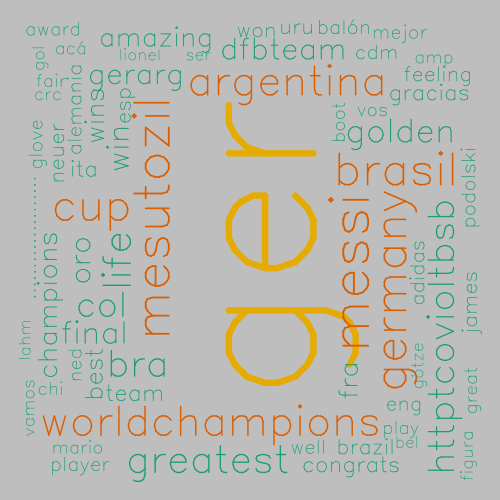 award
won
uru
balón
mejor
amazing
gol
acá
lionel
ser
dfbteam
cdm
amp
gerarg
argentina
feeling
fair
gracias
crc
alemania
wins
esp
boot
vos
golden
glove
neuer
win
ita
mesutozil
ger
brasil
podolski
cup
messi
germany
httptcovioltbsb
champions
oro
life
adidas
col
final
james
lahm
ned
best
bra
fra
götze
chi
bteam
eng
great
vamos
worldchampions
play
bel
figura
mario
greatest
well
brazil
player
congrats